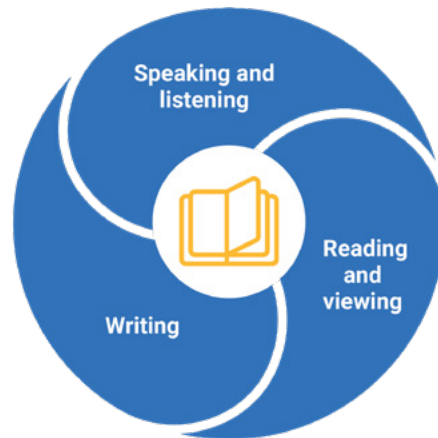 Speaking and
listening
Reading
and
viewing
Writing